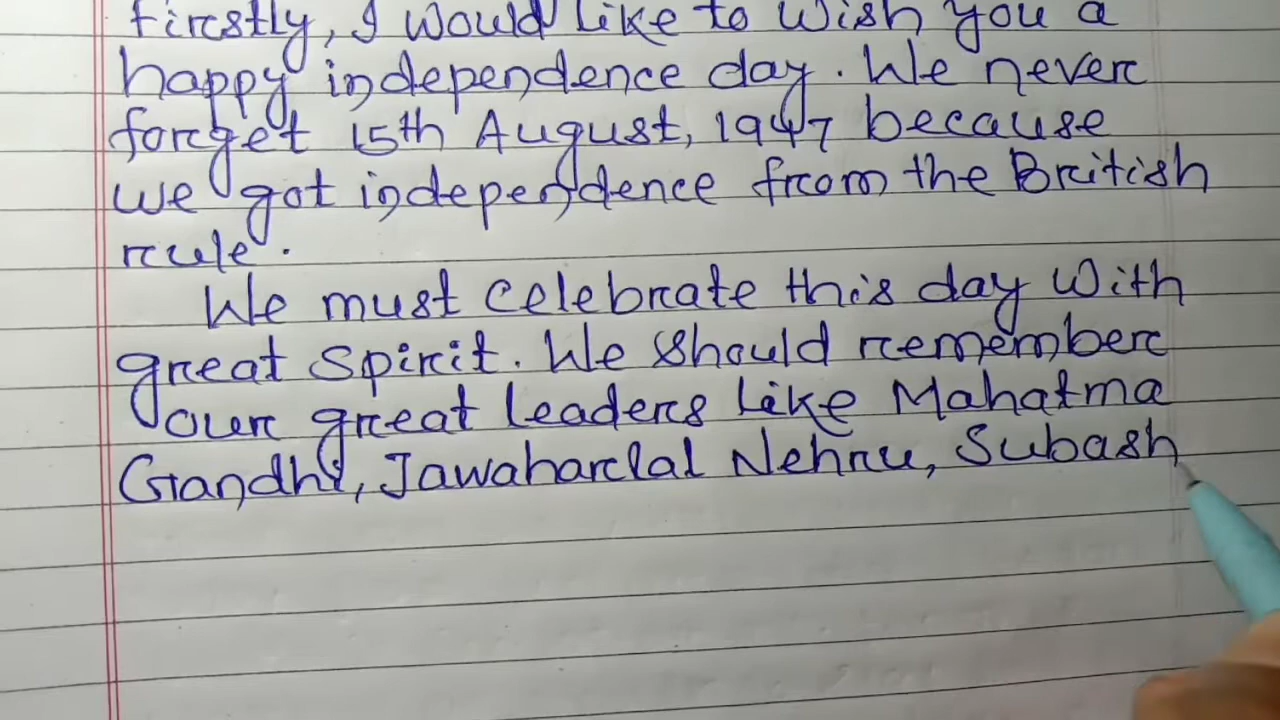 Firstly, I would like to wish you a
happy independence day. We never
forget 15th August, 1947 because
we got independence from the British
rule.
We must celebrate this day with
great spirit. We should remember
our great leaders like Mahatma
Gandhi, Jawaharlal Nehru, Subash